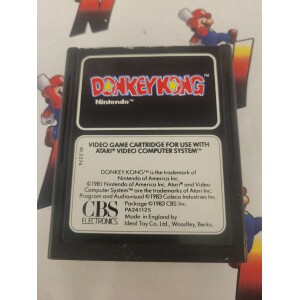 DONKEY KONG™
Nintendo™
VIDEO GAME CARTRIDGE FOR USE WITH
ATARI® VIDEO COMPUTER SYSTEM™
DONKEY KONG™ is the trademark of
Nintendo of America Inc.
©1981 Nintendo of America Inc. Atari® and Video
Computer System™ are the trademarks of Atari Inc.
Program and Audiovisual ©1983 Coleco Industries Inc.
Package ©1983 CBS Inc.
PA241125
Made in England by
Ideal Toy Co. Ltd., Woodley, Berks.
CBS
ELECTRONICS